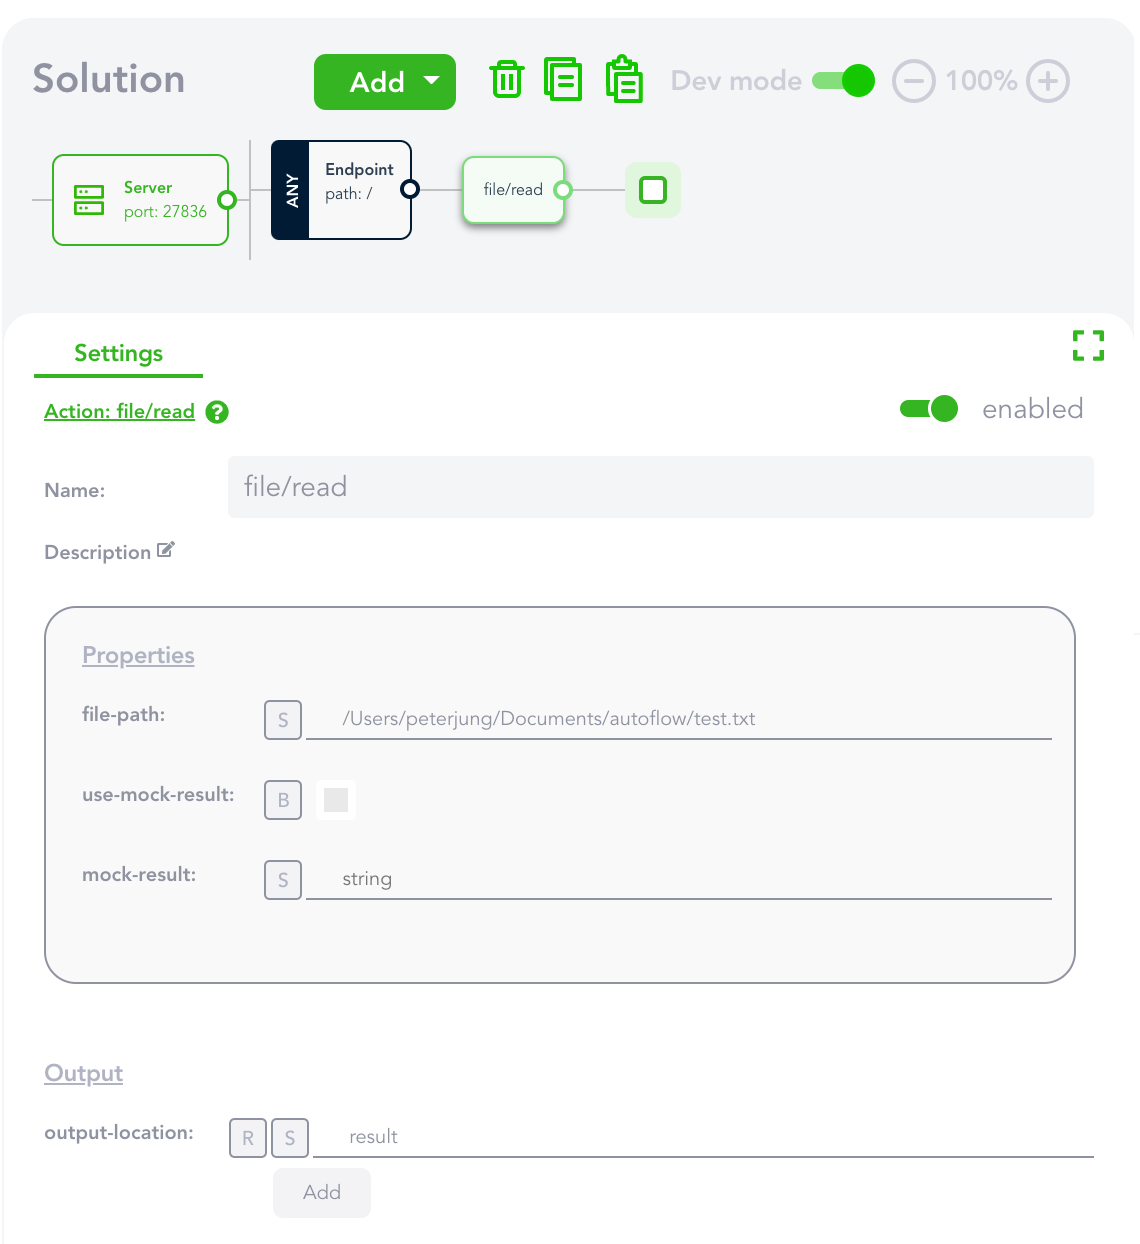 Solution
Add
Dev mode
100%
Server
port: 27836
ANY
Endpoint
path: /
file/read
Settings
Action: file/read ?
enabled
Name:
file/read
Description
Properties
file-path:
S
/Users/peterjung/Documents/autoflow/test.txt
use-mock-result:
B
mock-result:
S
string
Output
output-location:
R
S
result
Add